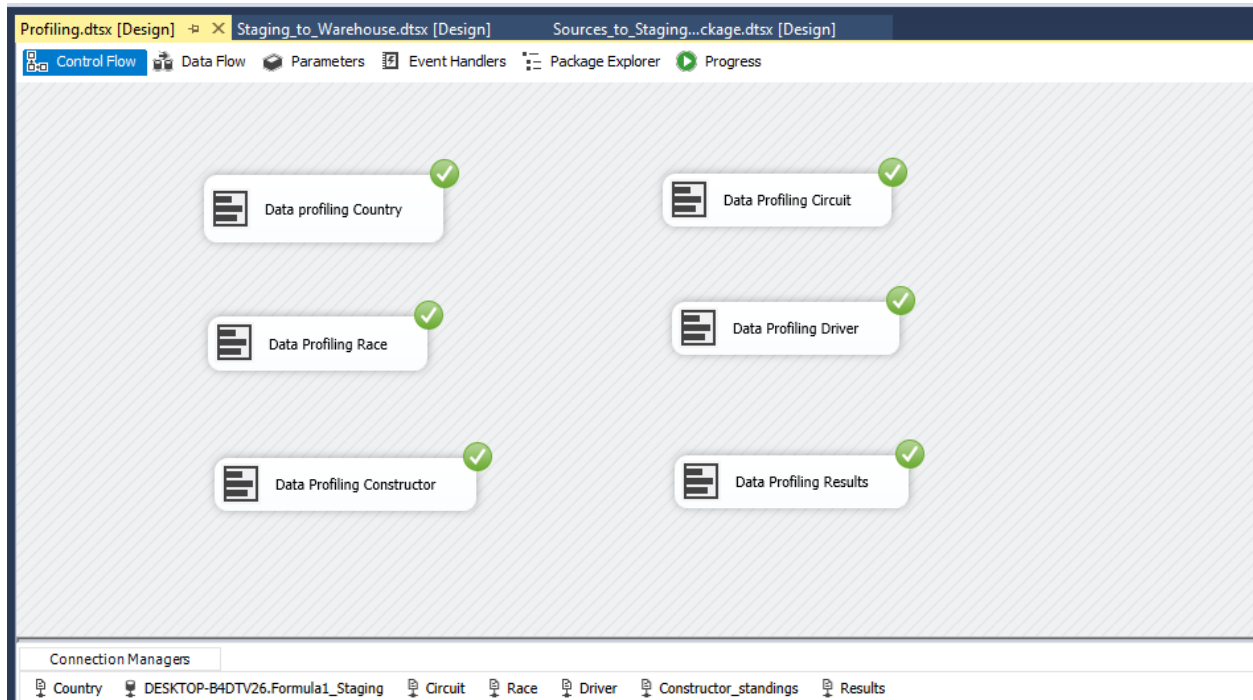 Profiling.dtsx [Design] Staging_to_Warehouse.dtsx [Design] Sources_to_Staging...ckage.dtsx [Design]
Control Flow Data Flow Parameters Event Handlers Package Explorer Progress
Data profiling Country
Data Profiling Circuit
Data Profiling Race
Data Profiling Driver
Data Profiling Constructor
Data Profiling Results
Connection Managers
Country DESKTOP-B4DTV26.Formula1_Staging Circuit Race Driver Constructor_standings Results